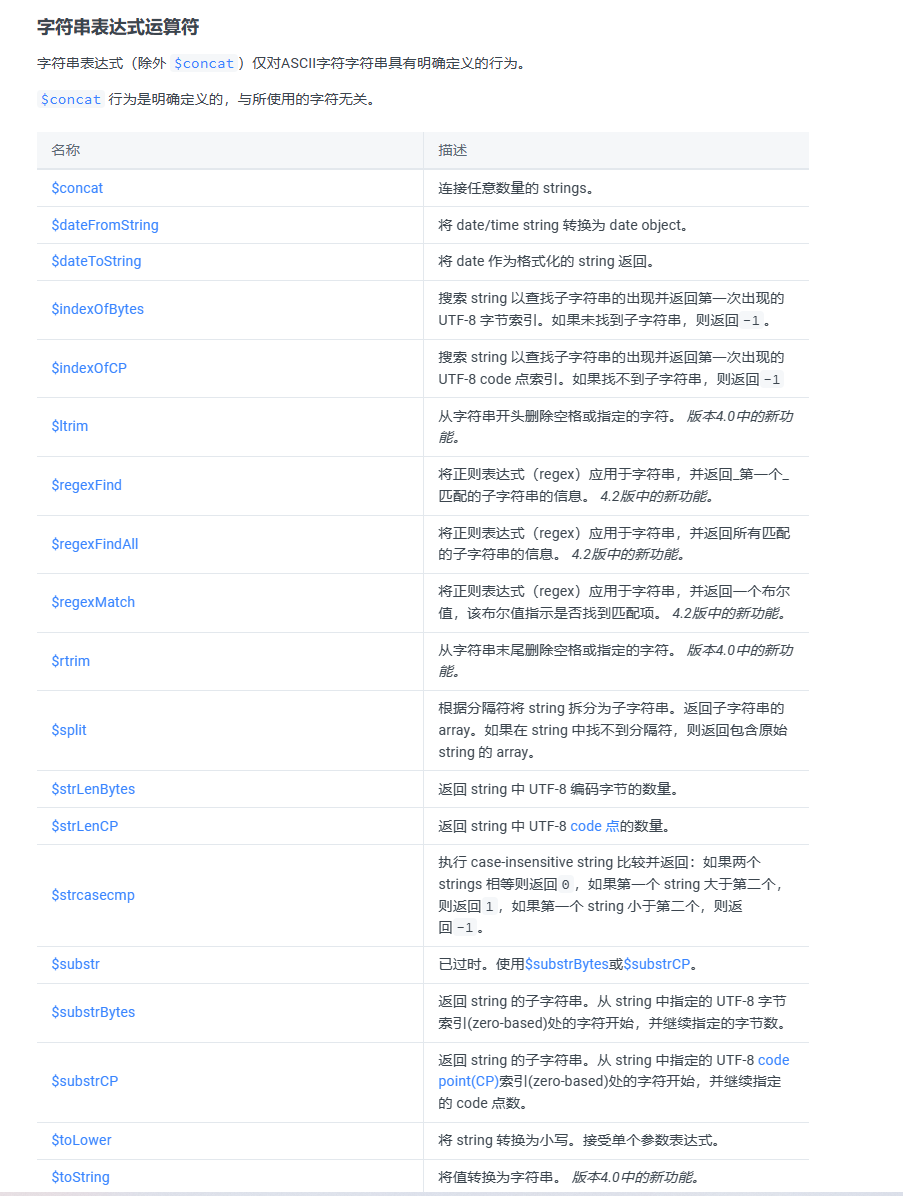 字符串表达式运算符
字符串表达式（除外 $concat ）仅对ASCII字符字符串具有明确定义的行为。
$concat 行为是明确定义的，与所使用的字符无关。
名称 描述
$concat 连接任意数量的 strings。
$dateFromString 将 date/time string 转换为 date object。
$dateToString 将 date 作为格式化的 string 返回。
$indexOfBytes 搜索 string 以查找子字符串的出现并返回第一次出现的
UTF-8 字节索引。如果未找到子字符串，则返回 -1 。
$indexOfCP 搜索 string 以查找子字符串的出现并返回第一次出现的
UTF-8 code 点索引。如果找不到子字符串，则返回 -1
$ltrim 从字符串开头删除空格或指定的字符。 版本4.0中的新功
能。
$regexFind 将正则表达式（regex）应用于字符串，并返回_第一个_
匹配的子字符串的信息。 4.2版中的新功能。
$regexFindAll 将正则表达式（regex）应用于字符串，并返回所有匹配
的子字符串的信息。 4.2版中的新功能。
$regexMatch 将正则表达式（regex）应用于字符串，并返回一个布尔
值，该布尔值指示是否找到匹配项。 4.2版中的新功能。
$rtrim 从字符串末尾删除空格或指定的字符。 版本4.0中的新功
能。
$split 根据分隔符将 string 拆分为子字符串。返回子字符串的
array。如果在 string 中找不到分隔符，则返回包含原始
string 的 array。
$strLenBytes 返回 string 中 UTF-8 编码字节的数量。
$strLenCP 返回 string 中 UTF-8 code 点的数量。
$strcasecmp 执行 case-insensitive string 比较并返回：如果两个
strings 相等则返回 0 ，如果第一个 string 大于第二个，
则返回 1 ，如果第一个 string 小于第二个，则返
回 -1 。
$substr 已过时。使用$substrBytes或$substrCP。
$substrBytes 返回 string 的子字符串。从 string 中指定的 UTF-8 字节
索引(zero-based)处的字符开始，并继续指定的字节数。
$substrCP 返回 string 的子字符串。从 string 中指定的 UTF-8 code
point(CP)索引(zero-based)处的字符开始，并继续指定
的 code 点数。
$toLower 将 string 转换为小写。接受单个参数表达式。
$toString 将值转换为字符串。 版本4.0中的新功能。